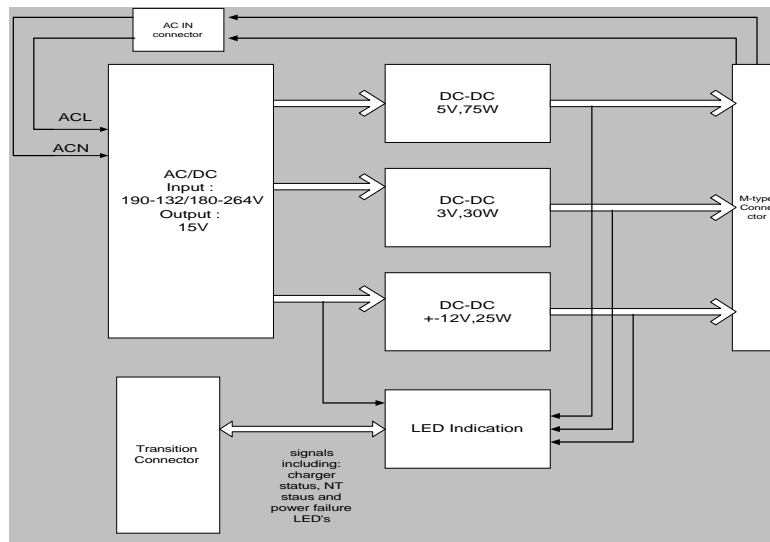 AC IN
connector
ACL
ACN
AC/DC
Input :
190-132/180-264V
Output :
15V
DC-DC
5V,75W
DC-DC
3V,30W
DC-DC
+-12V,25W
M-type
Conne
ctor
Transition
Connector
LED Indication
signals
including:
charger
status, NT
staus and
power failure
LED's